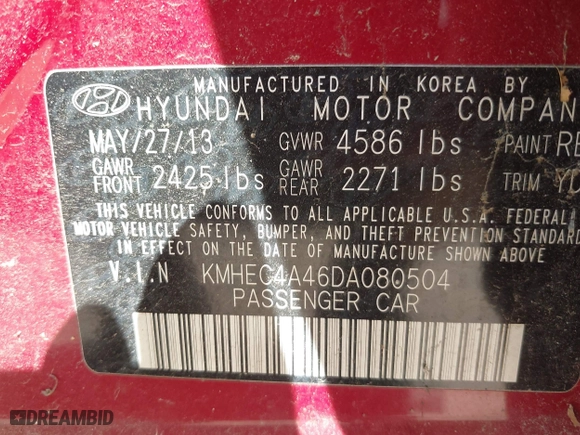 MANUFACTURED IN KOREA BY
HYUNDAI MOTOR COMPAN
MAY/27/13 GVWR 4586 lbs PAINT RE
GAWR FRONT 2425 lbs GAWR REAR 2271 lbs TRIM
THIS VEHICLE CONFORMS TO ALL APPLICABLE U.S.A. FEDERAL
MOTOR VEHICLE SAFETY, BUMPER, AND THEFT PREVENTION STANDARD
IN EFFECT ON THE DATE OF MANUFACTURE SHOWN ABOVE
V.I.N KMHEC4A46DA080504
PASSENGER CAR
DREAMBID